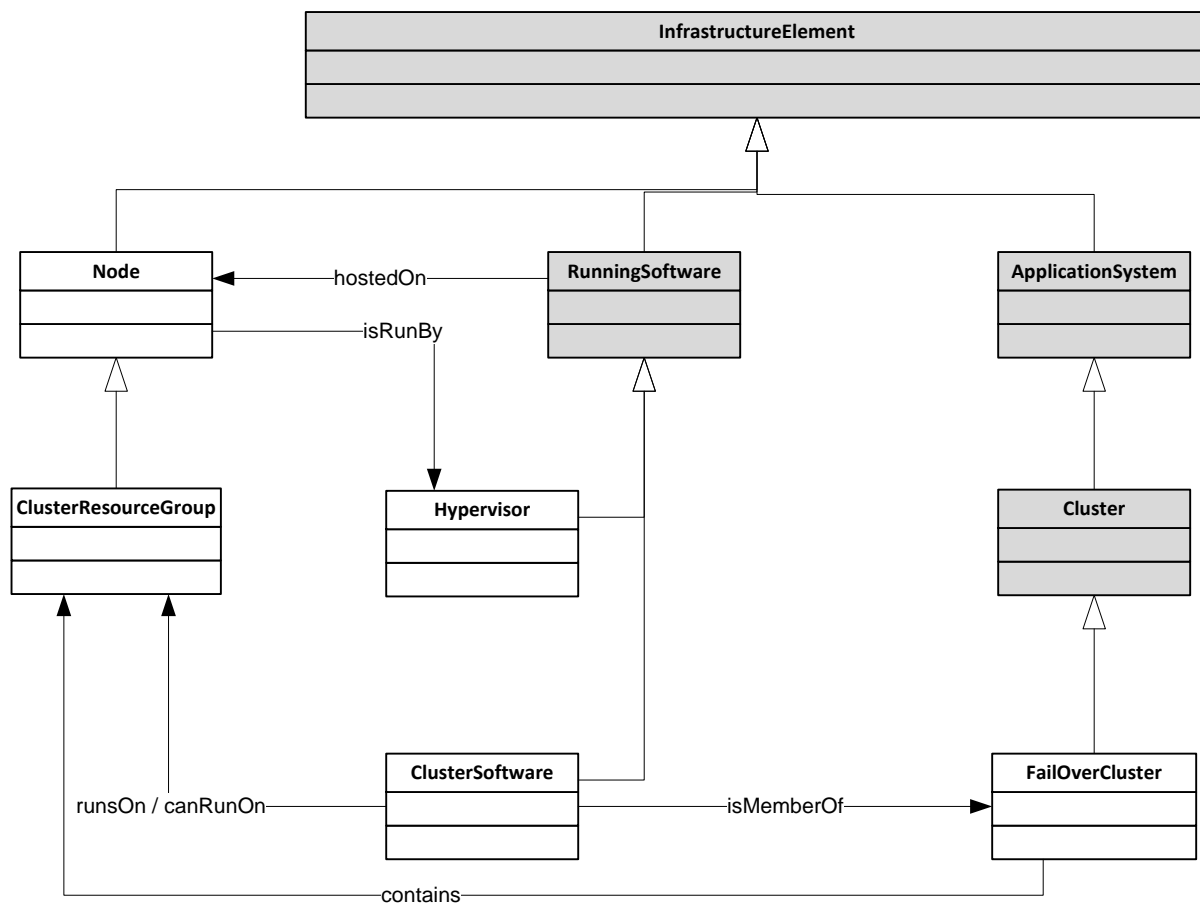 InfrastructureElement
Node
hostedOn
RunningSoftware
ApplicationSystem
isRunBy
ClusterResourceGroup
Hypervisor
Cluster
ClusterSoftware
FailOverCluster
runsOn / canRunOn
isMemberOf
contains